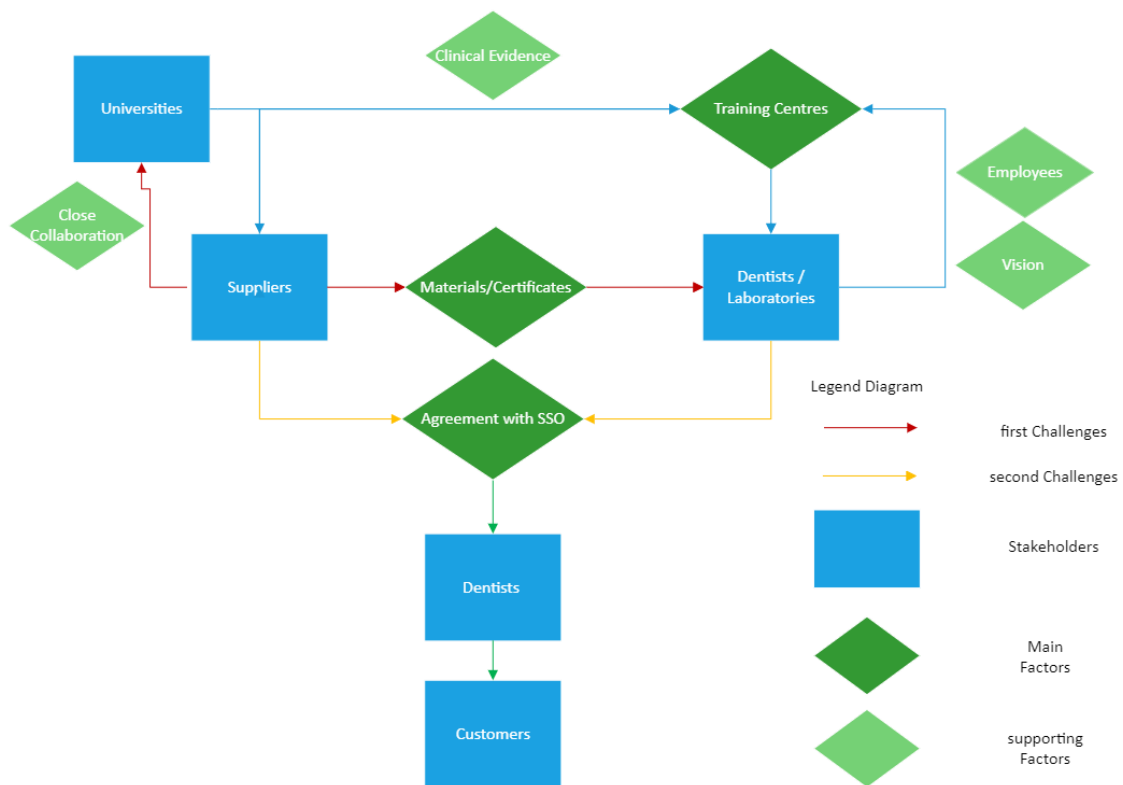 Clinical Evidence
Universities
Training Centres
Employees
Close
Collaboration
Vision
Suppliers
Materials/Certificates
Dentists /
Laboratories
Agreement with SSO
Legend Diagram
first Challenges
second Challenges
Stakeholders
Dentists
Main
Factors
Customers
supporting
Factors